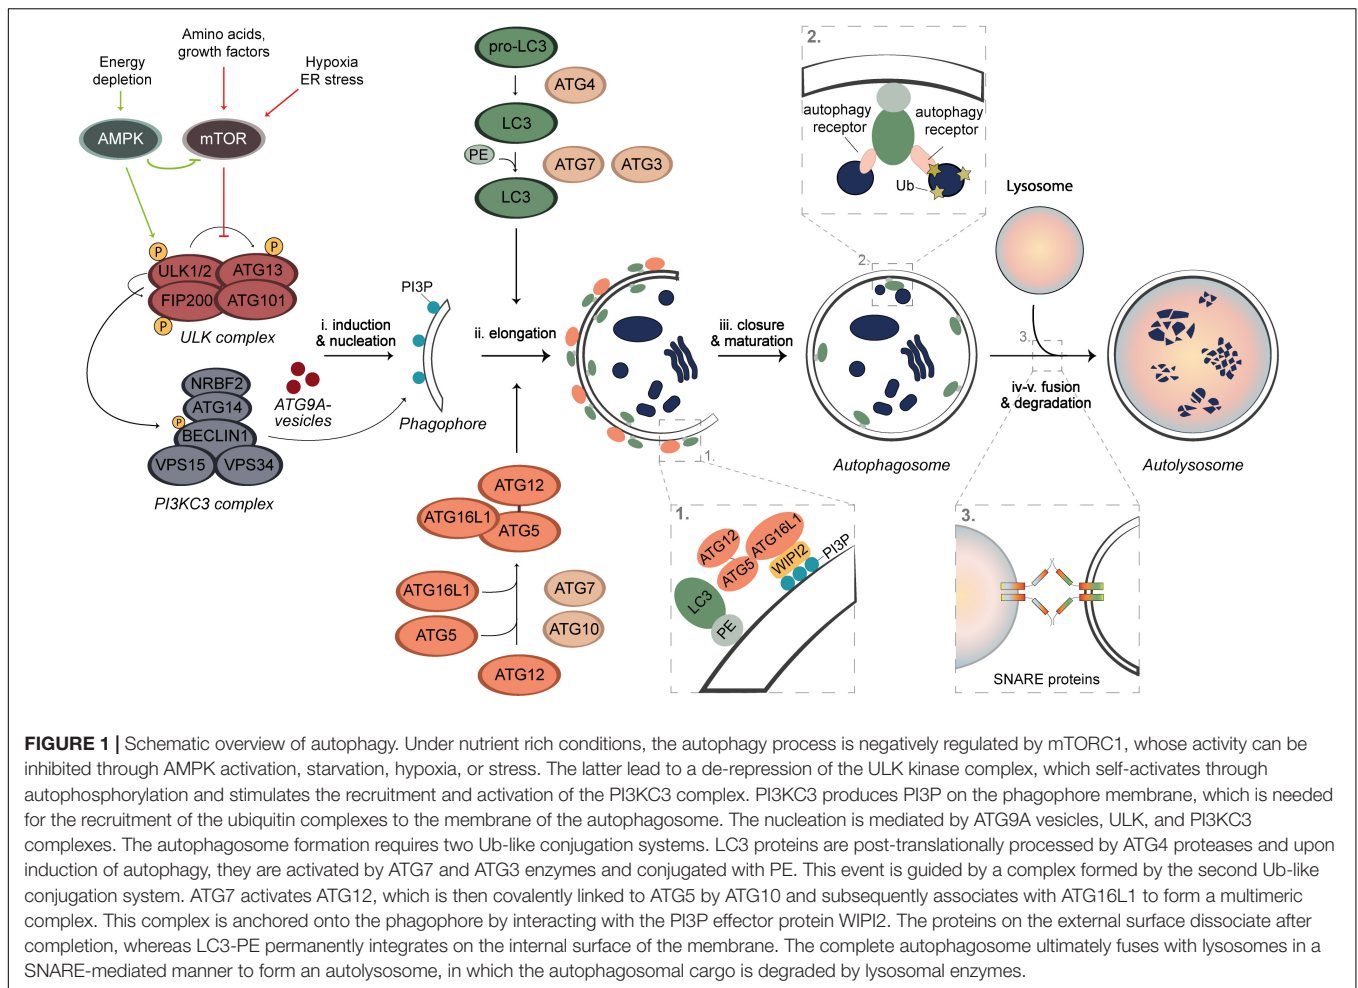 Amino acids,
growth factors
Energy
depletion
Hypoxia
ER stress
AMPK
mTOR
P
P
ULK1/2
ATG13
FIP200
ATG101
P
ULK complex
NRBF2
ATG14
P
BECLIN1
VPS15
VPS34
PI3KC3 complex
ATG9A-
vesicles
i. induction
& nucleation
PI3P
Phagophore
pro-LC3
ATG4
LC3
PE
ATG7
ATG3
LC3
ii. elongation
ATG12
ATG16L1
ATG5
ATG16L1
ATG7
ATG5
ATG10
ATG12
1.
iii. closure
& maturation
2.
autophagy
receptor
autophagy
receptor
Ub
2.
Autophagosome
Lysosome
3.
iv-v. fusion
& degradation
Autolysosome
1.
ATG12
ATG16L1
ATG5
WIPI2
PI3P
LC3
PE
3.
SNARE proteins
FIGURE 1 | Schematic overview of autophagy. Under nutrient rich conditions, the autophagy process is negatively regulated by mTORC1, whose activity can be
inhibited through AMPK activation, starvation, hypoxia, or stress. The latter lead to a de-repression of the ULK kinase complex, which self-activates through
autophosphorylation and stimulates the recruitment and activation of the PI3KC3 complex. PI3KC3 produces PI3P on the phagophore membrane, which is needed
for the recruitment of the ubiquitin complexes to the membrane of the autophagosome. The nucleation is mediated by ATG9A vesicles, ULK, and PI3KC3
complexes. The autophagosome formation requires two Ub-like conjugation systems. LC3 proteins are post-translationally processed by ATG4 proteases and upon
induction of autophagy, they are activated by ATG7 and ATG3 enzymes and conjugated with PE. This event is guided by a complex formed by the second Ub-like
conjugation system. ATG7 activates ATG12, which is then covalently linked to ATG5 by ATG10 and subsequently associates with ATG16L1 to form a multimeric
complex. This complex is anchored onto the phagophore by interacting with the PI3P effector protein WIPI2. The proteins on the external surface dissociate after
completion, whereas LC3-PE permanently integrates on the internal surface of the membrane. The complete autophagosome ultimately fuses with lysosomes in a
SNARE-mediated manner to form an autolysosome, in which the autophagosomal cargo is degraded by lysosomal enzymes.